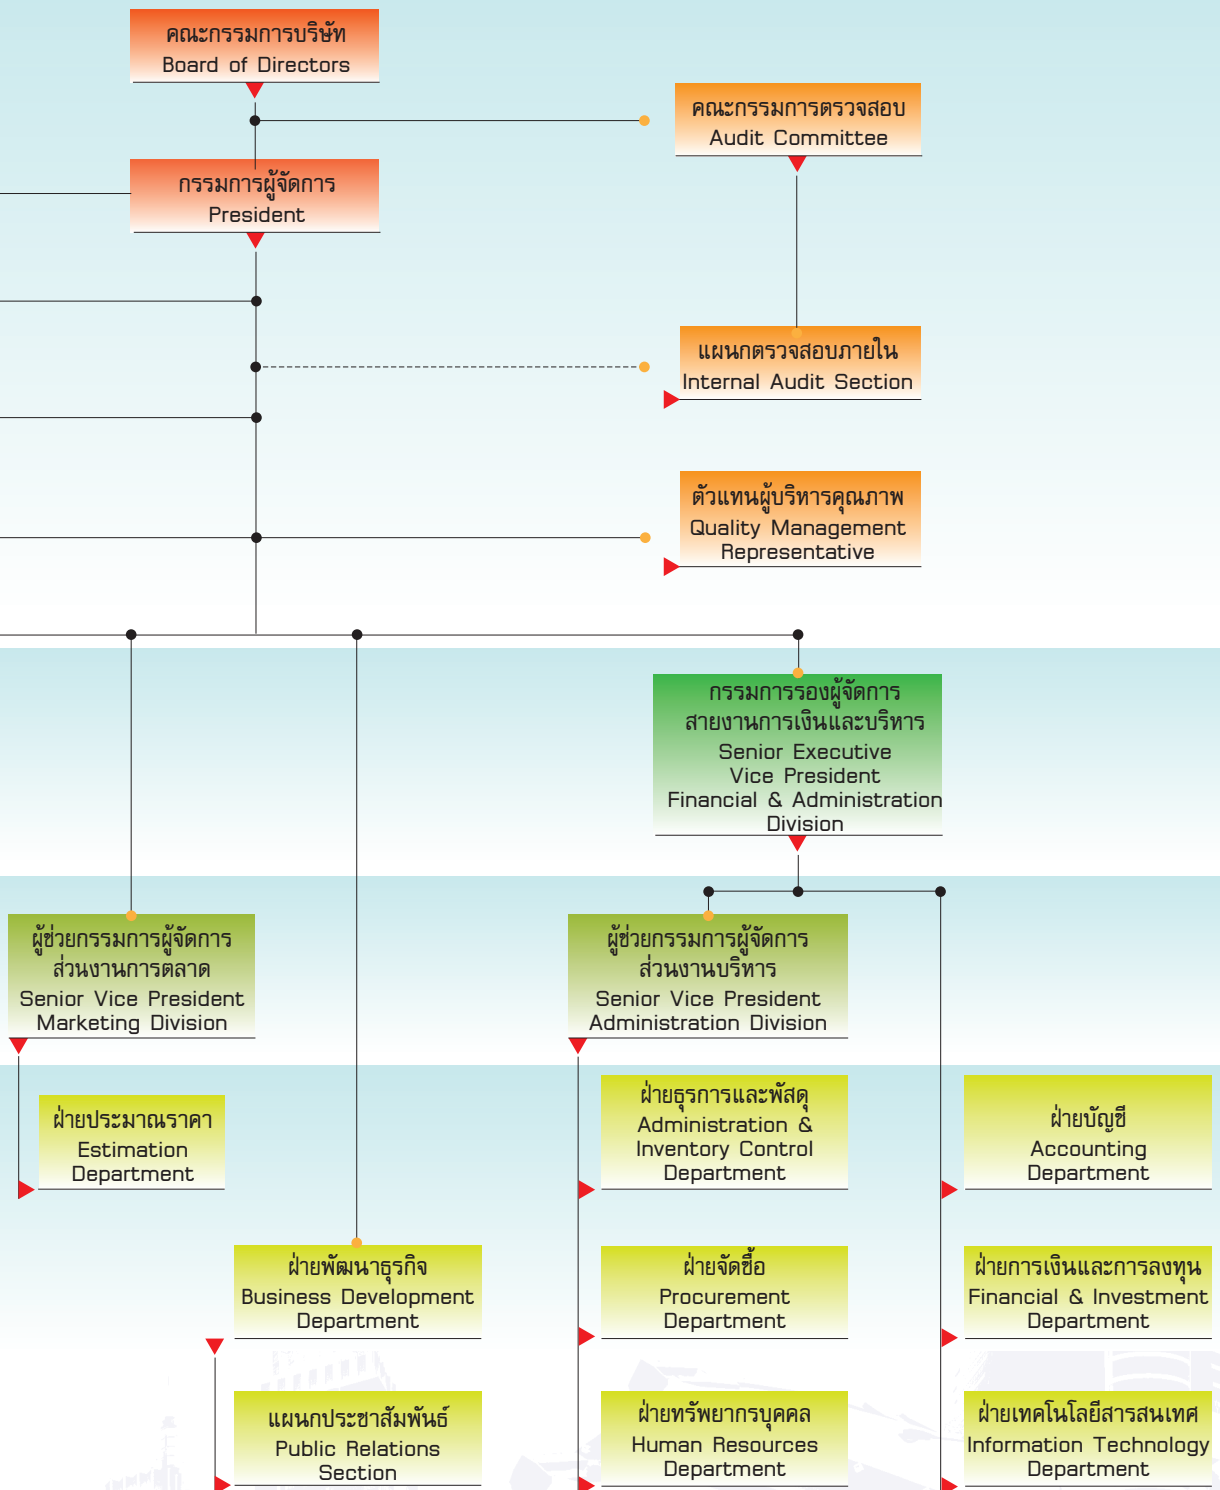 คณะกรรมการบริษัท
Board of Directors
คณะกรรมการตรวจสอบ
Audit Committee
กรรมการผู้จัดการ
President
แผนกตรวจสอบภายใน
Internal Audit Section
ตัวแทนผู้บริหารคุณภาพ
Quality Management
Representative
กรรมการรองผู้จัดการ
สายงานการเงินและบริหาร
Senior Executive
Vice President
Financial & Administration
Division
ผู้ช่วยกรรมการผู้จัดการ
ส่วนงานการตลาด
Senior Vice President
Marketing Division
ผู้ช่วยกรรมการผู้จัดการ
ส่วนงานบริหาร
Senior Vice President
Administration Division
ฝ่ายประมาณราคา
Estimation
Department
ฝ่ายธุรการและพัสดุ
Administration &
Inventory Control
Department
ฝ่ายบัญชี
Accounting
Department
ฝ่ายพัฒนาธุรกิจ
Business Development
Department
ฝ่ายจัดซื้อ
Procurement
Department
ฝ่ายการเงินและการลงทุน
Financial & Investment
Department
แผนกประชาสัมพันธ์
Public Relations
Section
ฝ่ายทรัพยากรบุคคล
Human Resources
Department
ฝ่ายเทคโนโลยีสารสนเทศ
Information Technology
Department